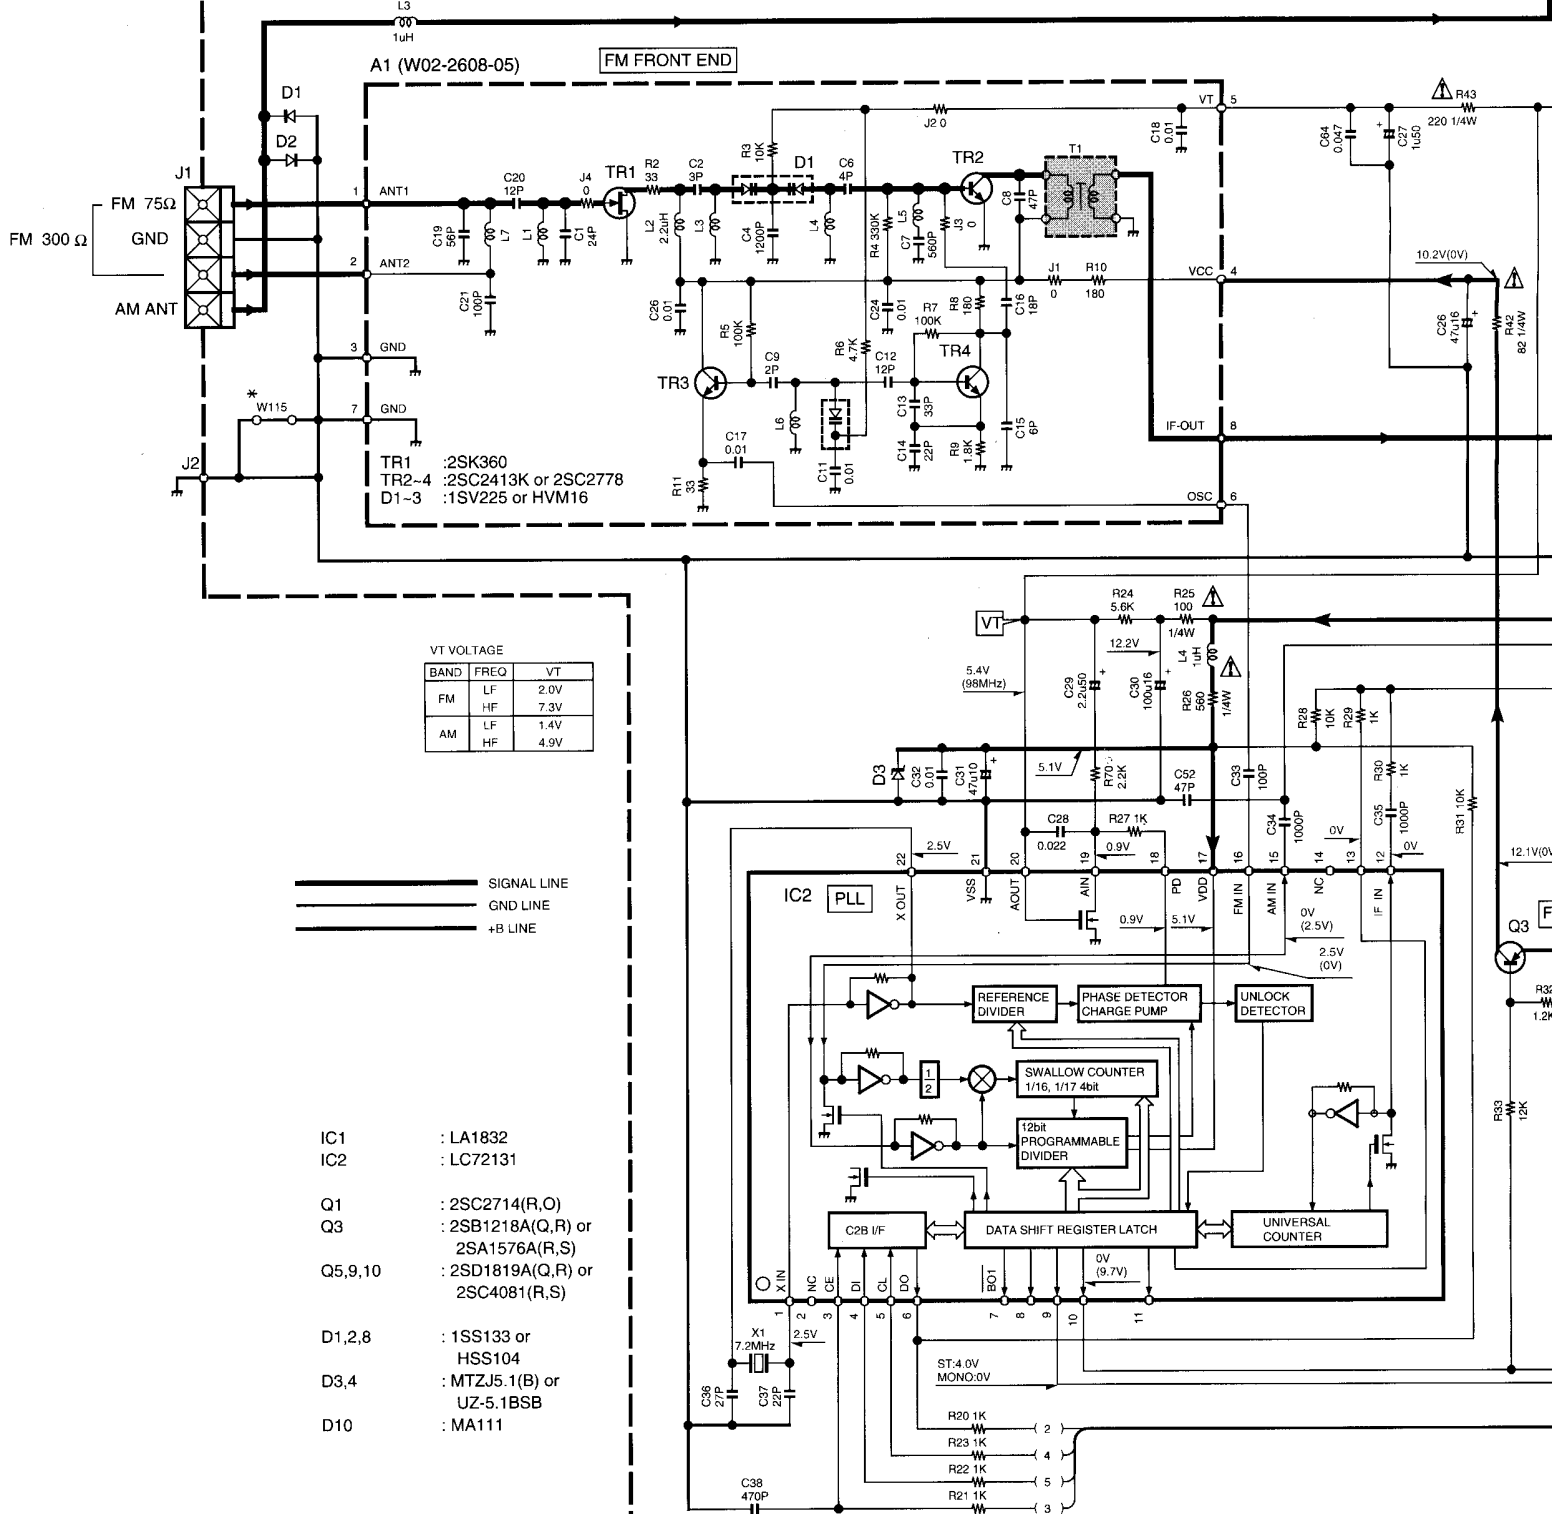 L3
1uH
A1 (W02-2608-05)
FM FRONT END
D1
D2
J1
FM 75Ω
FM 300 Ω
GND
AM ANT
J2
*
W115
1
ANT1
2
ANT2
3
GND
7
GND
C19
56P
L7
C20
12P
C21
100P
L1
C1
24P
J4
0
TR1
R2
33
L2
2.2uH
C2
3P
L3
R3
10K
D1
C4
1200P
L4
C6
4P
R4 330K
L5
C7
560P
J3
0
TR2
C8
47P
T1
J2 0
C18
0.01
VT
5
VCC
4
IF-OUT
8
OSC
6
C26
0.01
R5
100K
R6
4.7K
C24
0.01
R7
100K
R8
180
C16
18P
J1
0
R10
180
TR3
C9
2P
L6
C11
0.01
C12
12P
TR4
C13
33P
C14
22P
R9
1.8K
C15
6P
C17
0.01
R11
33
TR1 :2SK360
TR2~4 :2SC2413K or 2SC2778
D1~3 :1SV225 or HVM16
C64
0.047
C27
1u50
+
R43
220 1/4W
10.2V(0V)
C26
47u16
+
R42
82 1/4W
VT VOLTAGE
BAND FREQ VT
FM LF 2.0V
HF 7.3V
AM LF 1.4V
HF 4.9V
SIGNAL LINE
GND LINE
+B LINE
VT
R24
5.6K
R25
100
1/4W
12.2V
5.4V
(98MHz)
C29
2.2u50
+
C30
100u16
+
L4
1uH
R26
560
1/4W
R28
10K
R29
1K
R30
1K
R31 10K
D3
C32
0.01
C31
47u10
+
5.1V
R70
2.2K
C52
47P
C33
100P
C34
1000P
C35
1000P
C28
0.022
R27 1K
0.9V
2.5V
0V
0V
12.1V(0V
22
21
20
19
18
17
16
15
14
13
12
IC2
PLL
X OUT
VSS
AOUT
AIN
PD
VDD
FM IN
AM IN
NC
IF IN
0.9V
5.1V
0V
(2.5V)
2.5V
(0V)
Q3
R32
1.2K
R33
12K
REFERENCE
DIVIDER
PHASE DETECTOR
CHARGE PUMP
UNLOCK
DETECTOR
1
2
SWALLOW COUNTER
1/16, 1/17 4bit
12bit
PROGRAMMABLE
DIVIDER
C2B I/F
DATA SHIFT REGISTER LATCH
UNIVERSAL
COUNTER
0V
(9.7V)
X IN
NC
CE
DI
CL
DO
BO1
1
2
3
4
5
6
7
8
9
10
11
X1
7.2MHz
2.5V
C36
27P
C37
22P
ST:4.0V
MONO:0V
R20 1K
( 2 )
R23 1K
( 4 )
R22 1K
( 5 )
R21 1K
( 3 )
C38
470P
IC1 : LA1832
IC2 : LC72131
Q1 : 2SC2714(R,O)
Q3 : 2SB1218A(Q,R) or
2SA1576A(R,S)
Q5,9,10 : 2SD1819A(Q,R) or
2SC4081(R,S)
D1,2,8 : 1SS133 or
HSS104
D3,4 : MTZJ5.1(B) or
UZ-5.1BSB
D10 : MA111